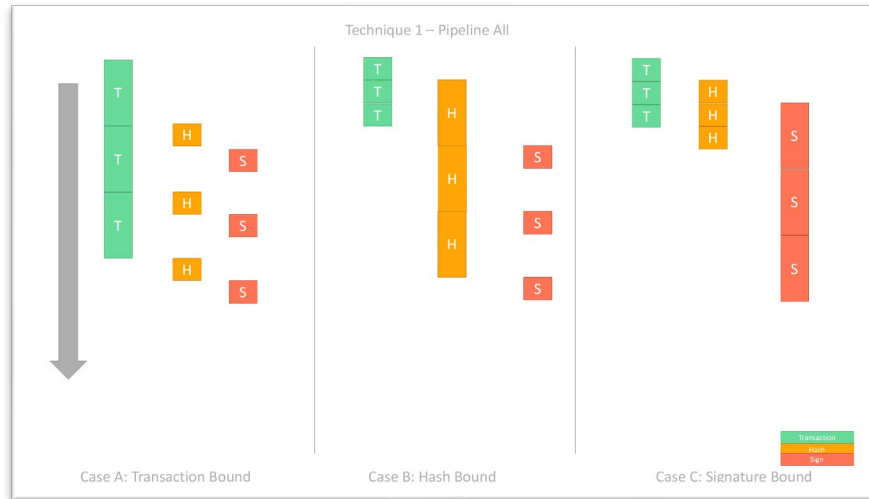 Technique 1 – Pipeline All
T
T
T
H
S
H
S
H
S
T
T
T
H
H
H
S
S
S
T
T
T
H
H
H
S
S
S
Transaction
Hash
Sign
Case A: Transaction Bound
Case B: Hash Bound
Case C: Signature Bound